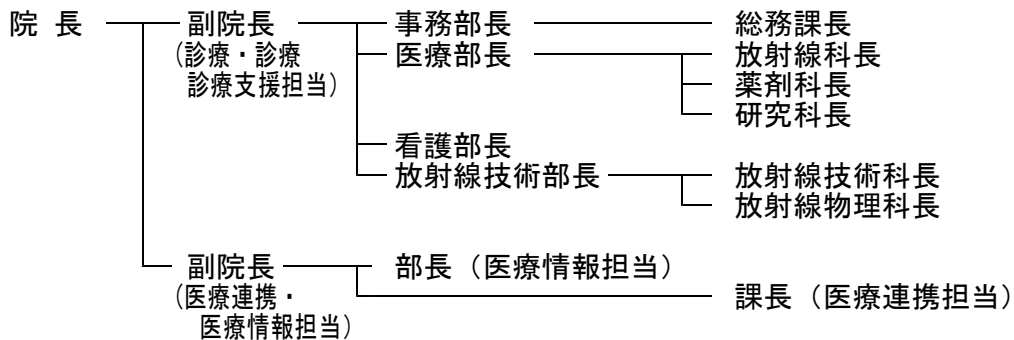 院 長 副院長 事務部長 総務課長
(診療・診療 医療部長 放射線科長
診療支援担当) 薬剤科長
研究科長
看護部長
放射線技術部長 放射線技術科長
放射線物理科長
副院長 部長（医療情報担当）
(医療連携・ 課長（医療連携担当）
医療情報担当)